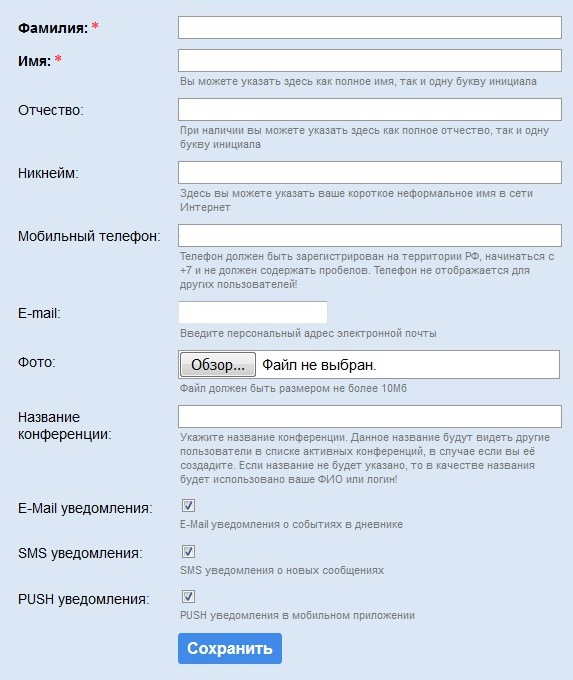 Фамилия: *
Имя: *
Вы можете указать здесь как полное имя, так и одну букву инициала
Отчество:
При наличии вы можете указать здесь как полное отчество, так и одну
букву инициала
Никнейм:
Здесь вы можете указать ваше короткое неформальное имя в сети
Интернет
Мобильный телефон:
Телефон должен быть зарегистрирован на территории РФ, начинаться с
+7 и не должен содержать пробелов. Телефон не отображается для
других пользователей!
E-mail:
Введите персональный адрес электронной почты
Фото:
Обзор... Файл не выбран.
Файл должен быть размером не более 10Мб
Название
конференции:
Укажите название конференции. Данное название будут видеть другие
пользователи в списке активных конференций, в случае если вы её
создадите. Если название не будет указано, то в качестве названия
будет использовано ваше ФИО или логин!
E-Mail уведомления:
E-Mail уведомления о событиях в дневнике
SMS уведомления:
SMS уведомления о новых сообщениях
PUSH уведомления:
PUSH уведомления в мобильном приложении
Сохранить